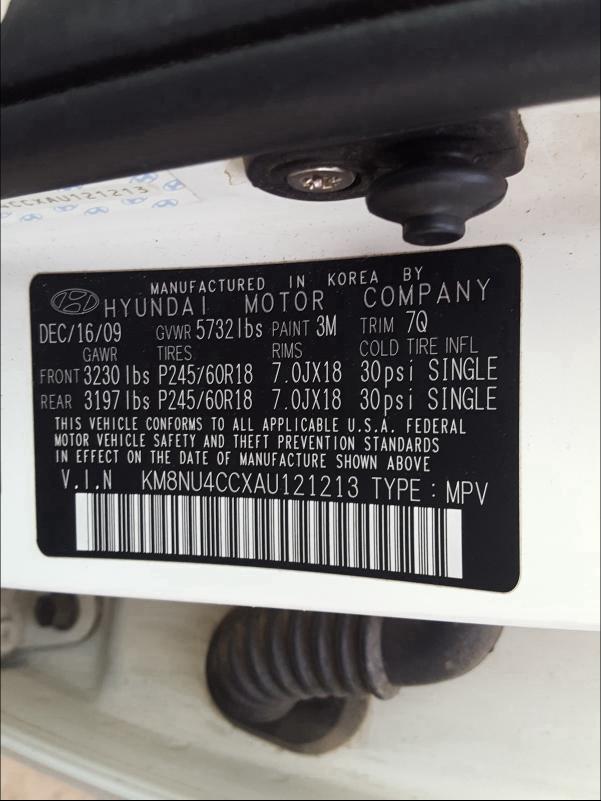 CCXAU121213
MANUFACTURED IN KOREA BY
HYUNDAI MOTOR COMPANY
DEC/16/09 GVWR 5732lbs PAINT 3M TRIM 7Q
GAWR TIRES RIMS COLD TIRE INFL
FRONT 3230lbs P245/60R18 7.0JX18 30psi SINGLE
REAR 3197lbs P245/60R18 7.0JX18 30psi SINGLE
THIS VEHICLE CONFORMS TO ALL APPLICABLE U.S.A. FEDERAL
MOTOR VEHICLE SAFETY AND THEFT PREVENTION STANDARDS
IN EFFECT ON THE DATE OF MANUFACTURE SHOWN ABOVE
V.I.N KM8NU4CCXAU121213 TYPE : MPV